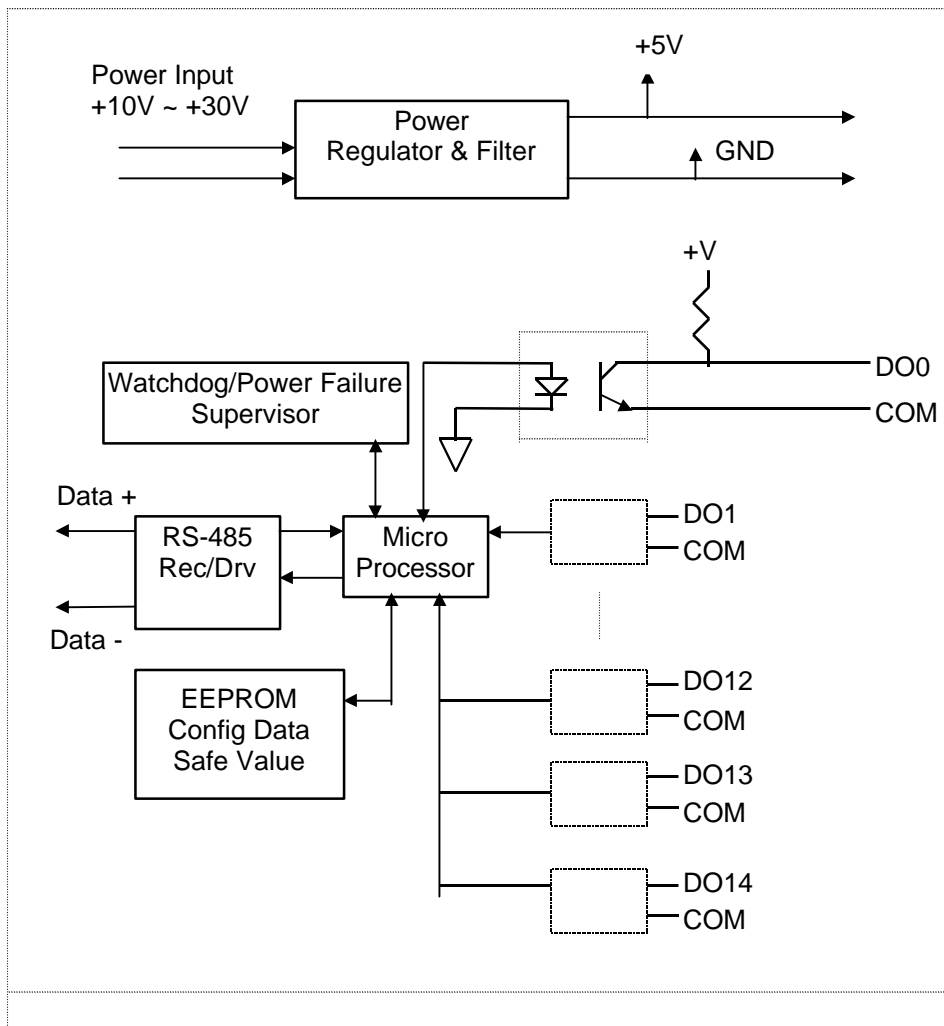 +5V
Power Input
+10V ~ +30V
Power
Regulator & Filter
GND
+V
DO0
COM
Watchdog/Power Failure
Supervisor
Data +
RS-485
Rec/Drv
Micro
Processor
DO1
COM
Data -
EEPROM
Config Data
Safe Value
DO12
COM
DO13
COM
DO14
COM